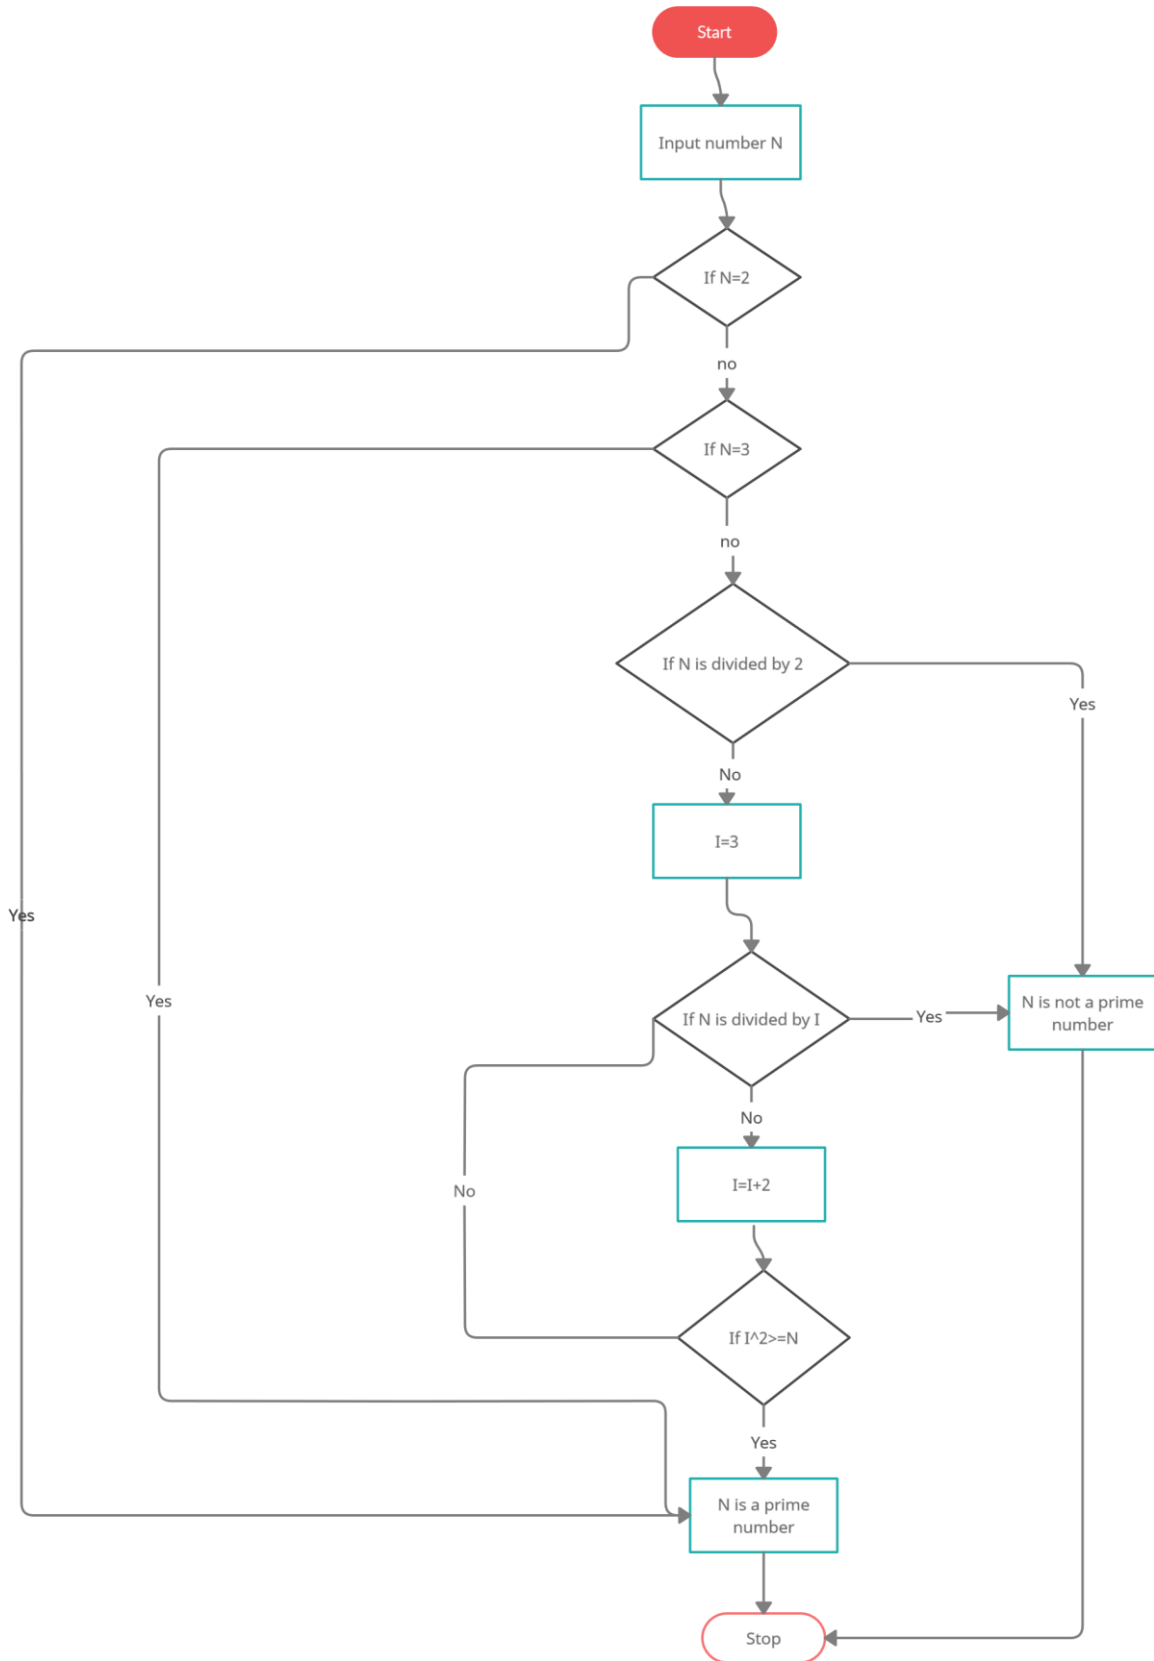 Start
Input number N
If N=2
no
If N=3
no
If N is divided by 2
Yes
No
I=3
Yes
Yes
If N is divided by I
Yes
N is not a prime
number
No
I=I+2
No
If I^2>=N
Yes
N is a prime
number
Stop